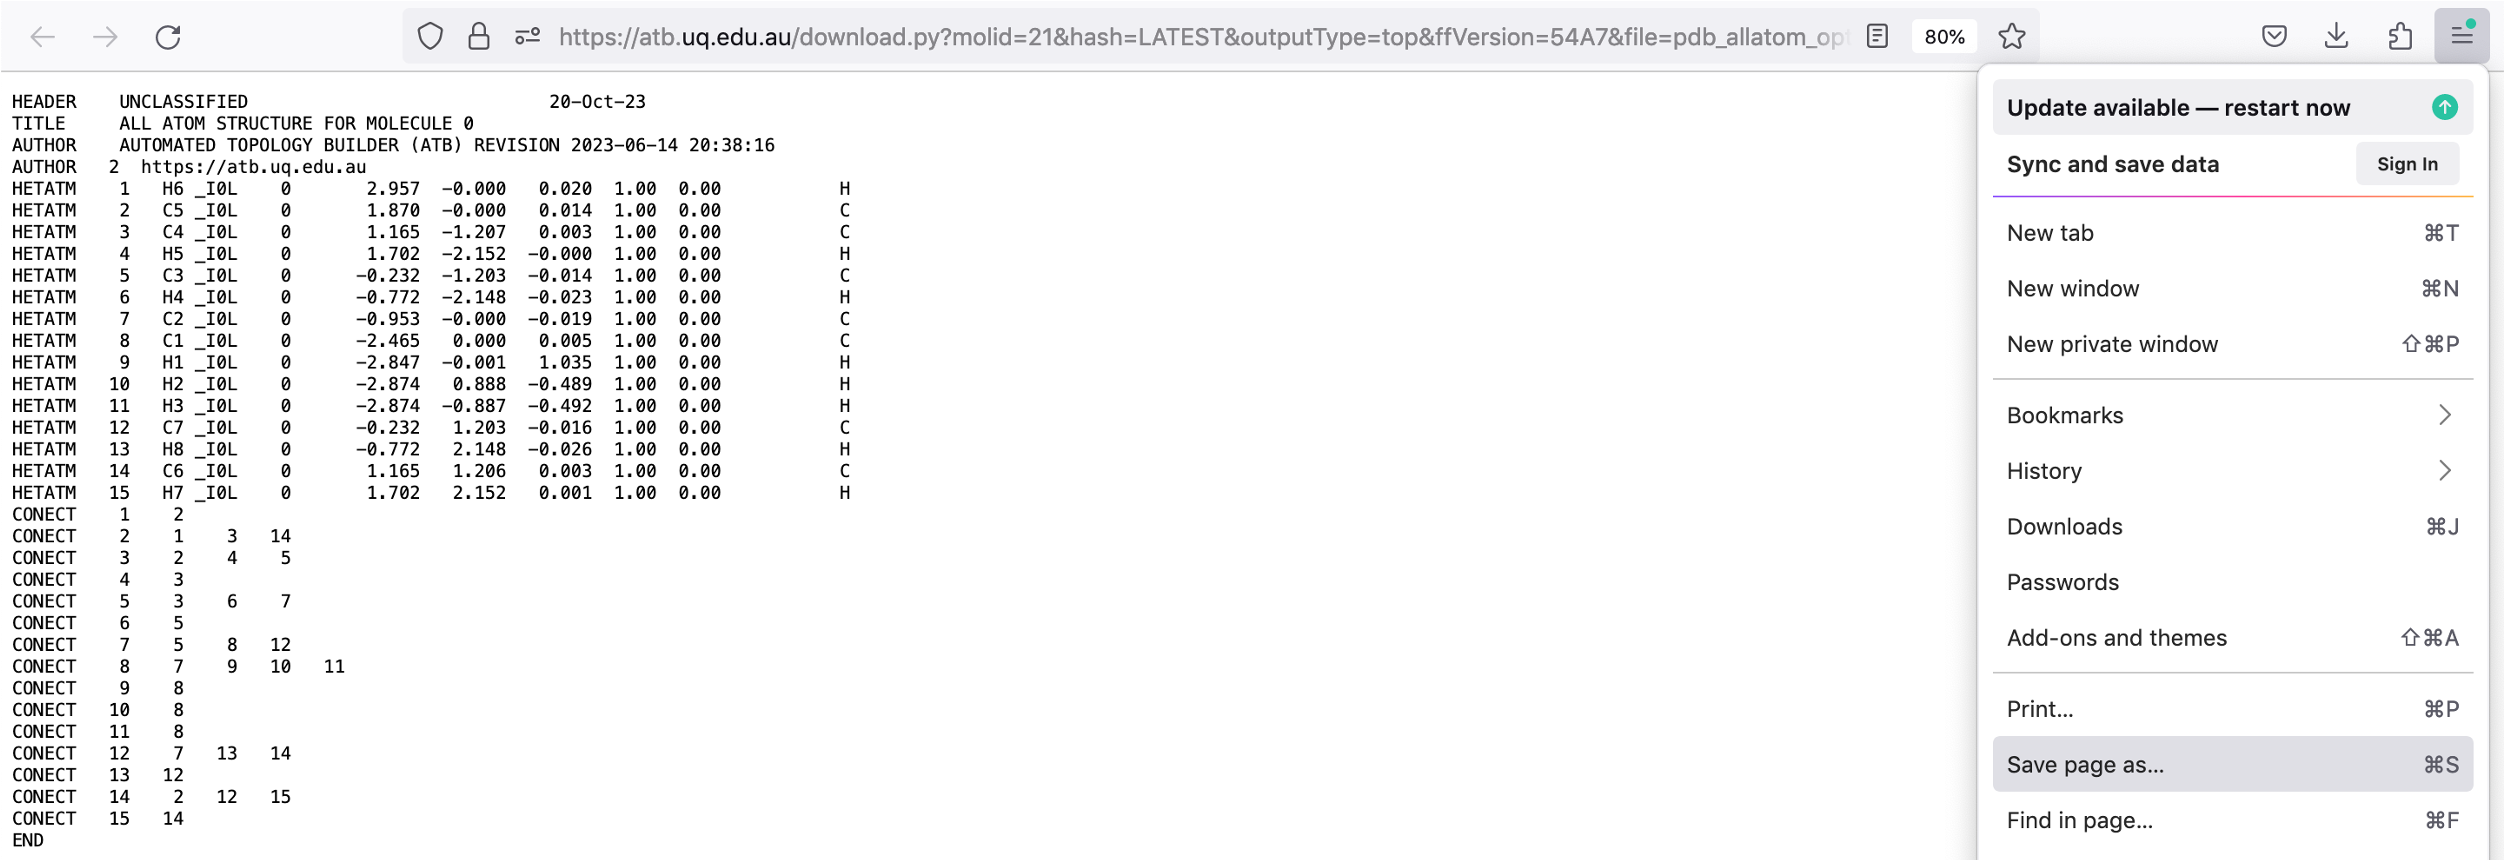 https://atb.uq.edu.au/download.py?molid=21&hash=LATEST&outputType=top&ffVersion=54A7&file=pdb_allatom_opt
80%
HEADER    UNCLASSIFIED                            20-Oct-23
TITLE     ALL ATOM STRUCTURE FOR MOLECULE 0
AUTHOR    AUTOMATED TOPOLOGY BUILDER (ATB) REVISION 2023-06-14 20:38:16
AUTHOR   2  https://atb.uq.edu.au
HETATM    1   H6 _I0L    0       2.957  -0.000   0.020  1.00  0.00           H
HETATM    2   C5 _I0L    0       1.870  -0.000   0.014  1.00  0.00           C
HETATM    3   C4 _I0L    0       1.165  -1.207   0.003  1.00  0.00           C
HETATM    4   H5 _I0L    0       1.702  -2.152  -0.000  1.00  0.00           H
HETATM    5   C3 _I0L    0      -0.232  -1.203  -0.014  1.00  0.00           C
HETATM    6   H4 _I0L    0      -0.772  -2.148  -0.023  1.00  0.00           H
HETATM    7   C2 _I0L    0      -0.953  -0.000  -0.019  1.00  0.00           C
HETATM    8   C1 _I0L    0      -2.465   0.000   0.005  1.00  0.00           C
HETATM    9   H1 _I0L    0      -2.847  -0.001   1.035  1.00  0.00           H
HETATM   10   H2 _I0L    0      -2.874   0.888  -0.489  1.00  0.00           H
HETATM   11   H3 _I0L    0      -2.874  -0.887  -0.492  1.00  0.00           H
HETATM   12   C7 _I0L    0      -0.232   1.203  -0.016  1.00  0.00           C
HETATM   13   H8 _I0L    0      -0.772   2.148  -0.026  1.00  0.00           H
HETATM   14   C6 _I0L    0       1.165   1.206   0.003  1.00  0.00           C
HETATM   15   H7 _I0L    0       1.702   2.152   0.001  1.00  0.00           H
CONECT    1    2
CONECT    2    1    3   14
CONECT    3    2    4    5
CONECT    4    3
CONECT    5    3    6    7
CONECT    6    5
CONECT    7    5    8   12
CONECT    8    7    9   10   11
CONECT    9    8
CONECT   10    8
CONECT   11    8
CONECT   12    7   13   14
CONECT   13   12
CONECT   14    2   12   15
CONECT   15   14
END
Update available — restart now
Sync and save data Sign In
New tab ⌘T
New window ⌘N
New private window ⇧⌘P
Bookmarks
History
Downloads ⌘J
Passwords
Add-ons and themes ⇧⌘A
Print... ⌘P
Save page as... ⌘S
Find in page... ⌘F